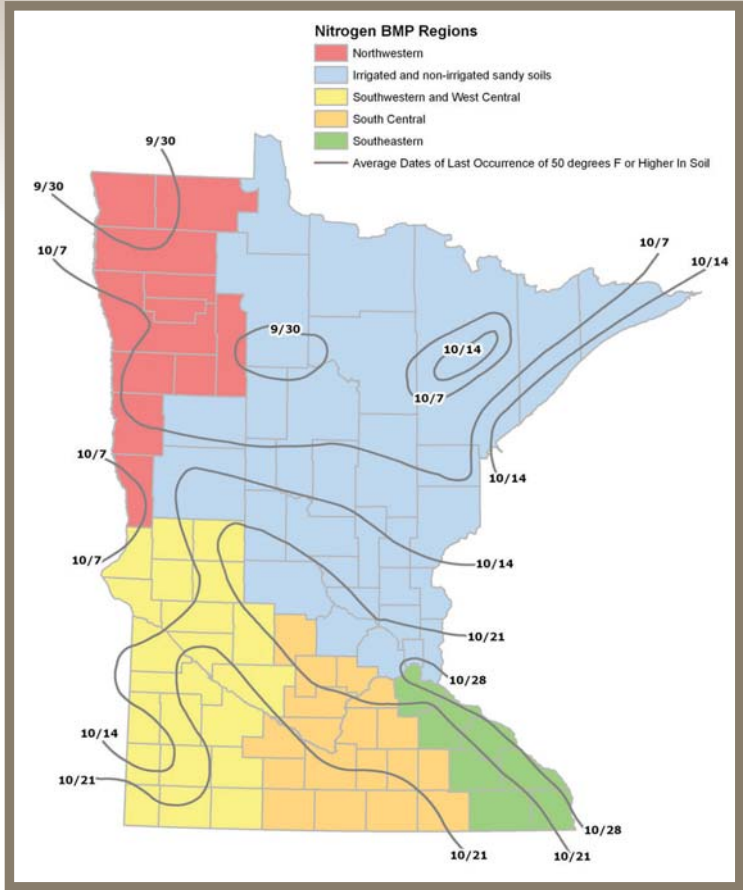 Nitrogen BMP Regions
Northwestern
Irrigated and non-irrigated sandy soils
Southwestern and West Central
South Central
Southeastern
Average Dates of Last Occurrence of 50 degrees F or Higher In Soil
9/30
9/30
10/7
10/7
10/14
9/30
10/14
10/7
10/7
10/14
10/7
10/14
10/21
10/28
10/14
10/21
10/28
10/21
10/21